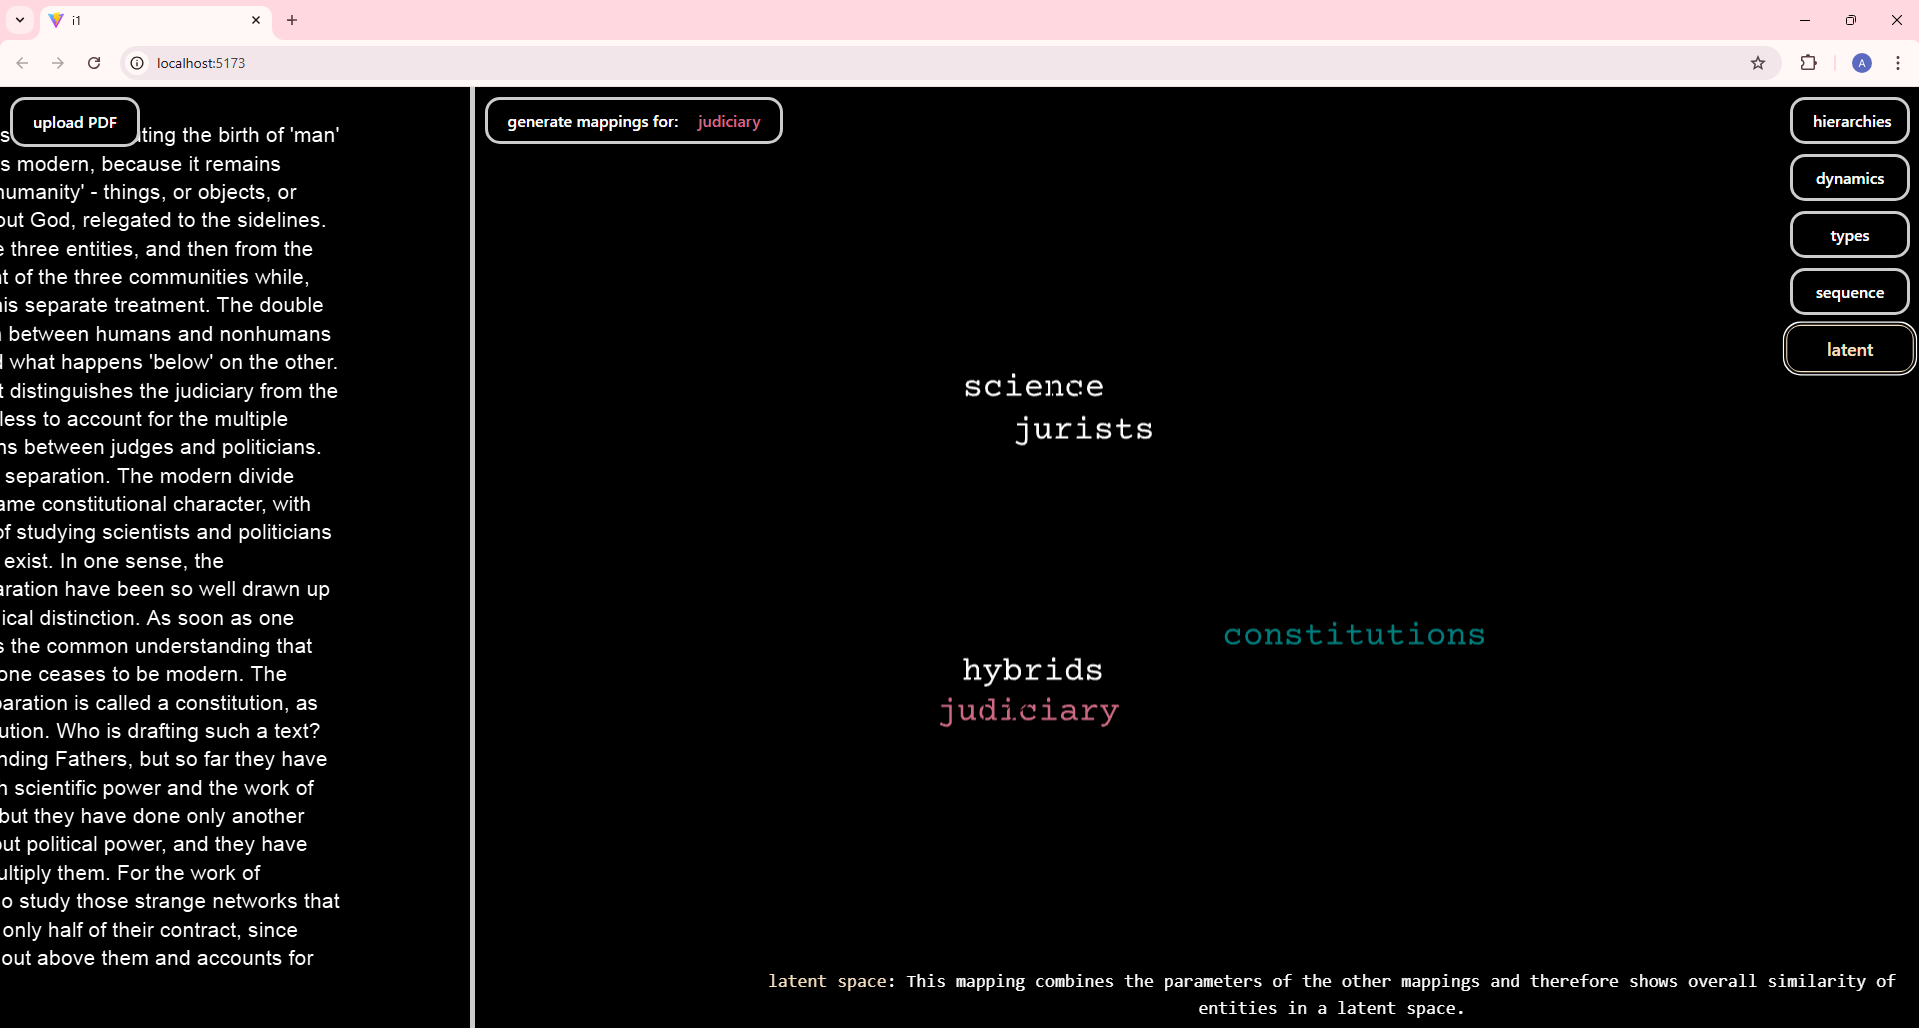 i1
localhost:5173
A
upload PDF
ting the birth of 'man'
s modern, because it remains
humanity' - things, or objects, or
out God, relegated to the sidelines.
three entities, and then from the
of the three communities while,
his separate treatment. The double
between humans and nonhumans
what happens 'below' on the other.
distinguishes the judiciary from the
less to account for the multiple
ns between judges and politicians.
separation. The modern divide
ame constitutional character, with
of studying scientists and politicians
exist. In one sense, the
aration have been so well drawn up
ical distinction. As soon as one
s the common understanding that
one ceases to be modern. The
paration is called a constitution, as
ution. Who is drafting such a text?
nding Fathers, but so far they have
scientific power and the work of
but they have done only another
out political power, and they have
ultiply them. For the work of
o study those strange networks that
only half of their contract, since
out above them and accounts for
generate mappings for: judiciary
science
jurists
constitutions
hybrids
judiciary
hierarchies
dynamics
types
sequence
latent
latent space: This mapping combines the parameters of the other mappings and therefore shows overall similarity of
entities in a latent space.